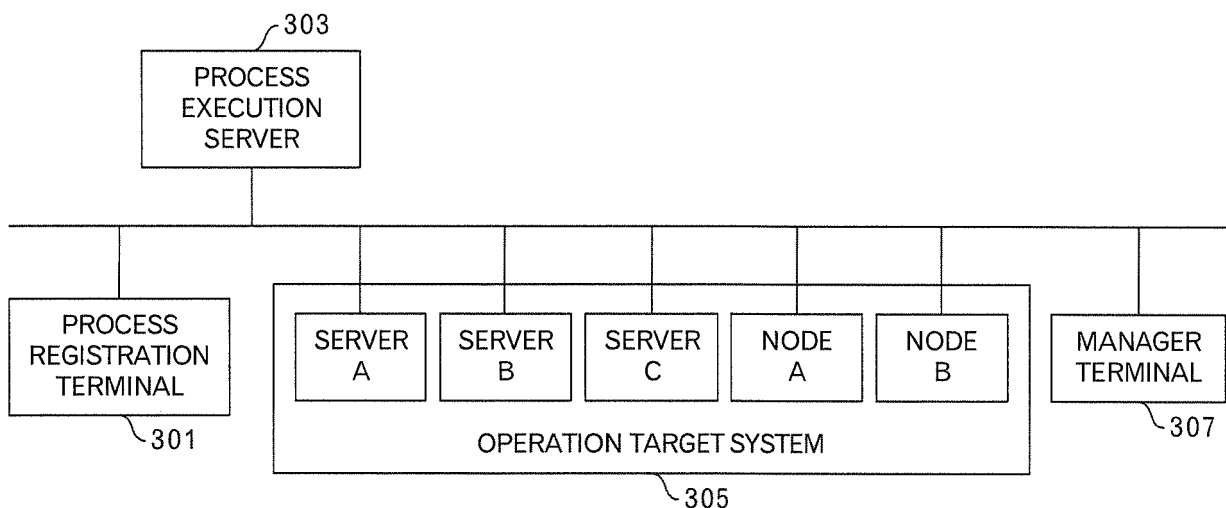 303
PROCESS
EXECUTION
SERVER
PROCESS
REGISTRATION
TERMINAL
301
SERVER
A
SERVER
B
SERVER
C
NODE
A
NODE
B
OPERATION TARGET SYSTEM
305
MANAGER
TERMINAL
307